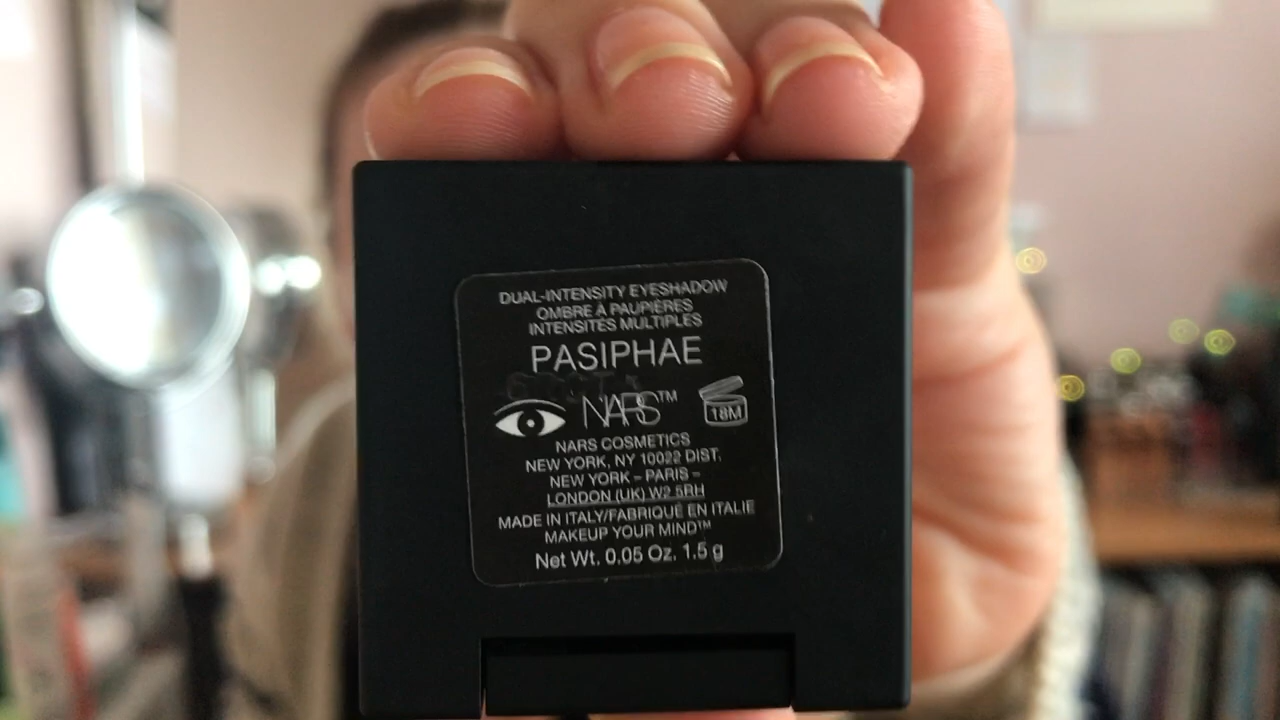 DUAL-INTENSITY EYESHADOW
OMBRE À PAUPIÈRES
INTENSITES MULTIPLES
PASIPHAE
NARS™
18M
NARS COSMETICS
NEW YORK, NY 10022 DIST.
NEW YORK – PARIS –
LONDON (UK) W2 5RH
MADE IN ITALY/FABRIQUÉ EN ITALIE
MAKEUP YOUR MIND™
Net Wt. 0.05 Oz. 1.5 g